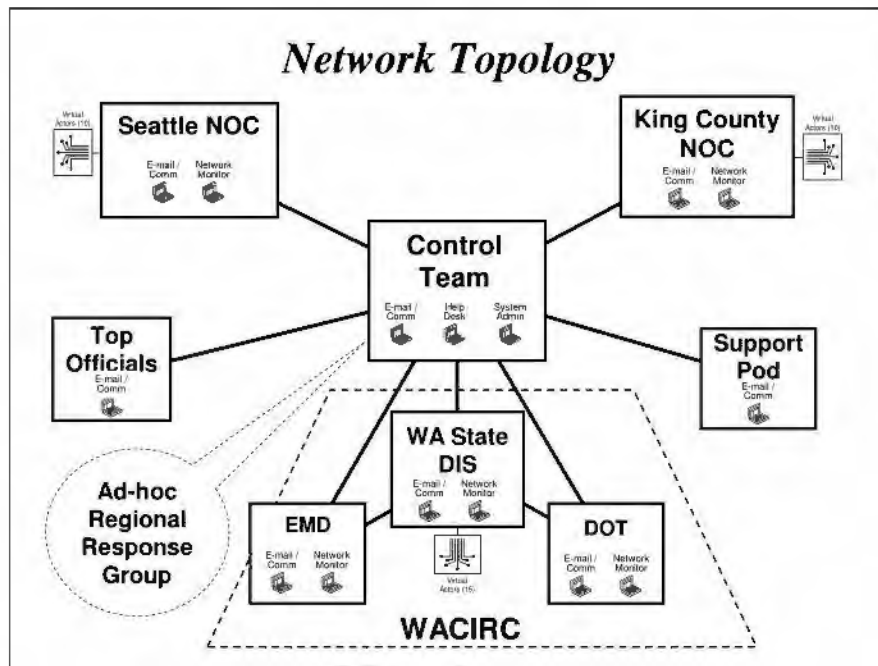 Network Topology
Virtual
Actors (10)
Seattle NOC
E-mail /
Comm
Network
Monitor
King County
NOC
E-mail /
Comm
Network
Monitor
Virtual
Actors (10)
Control
Team
E-mail /
Comm
Help
Desk
System
Admin
Top
Officials
E-mail /
Comm
Support
Pod
E-mail /
Comm
WA State
DIS
E-mail /
Comm
Network
Monitor
Ad-hoc
Regional
Response
Group
EMD
E-mail /
Comm
Network
Monitor
Virtual
Actors (15)
DOT
E-mail /
Comm
Network
Monitor
WACIRC